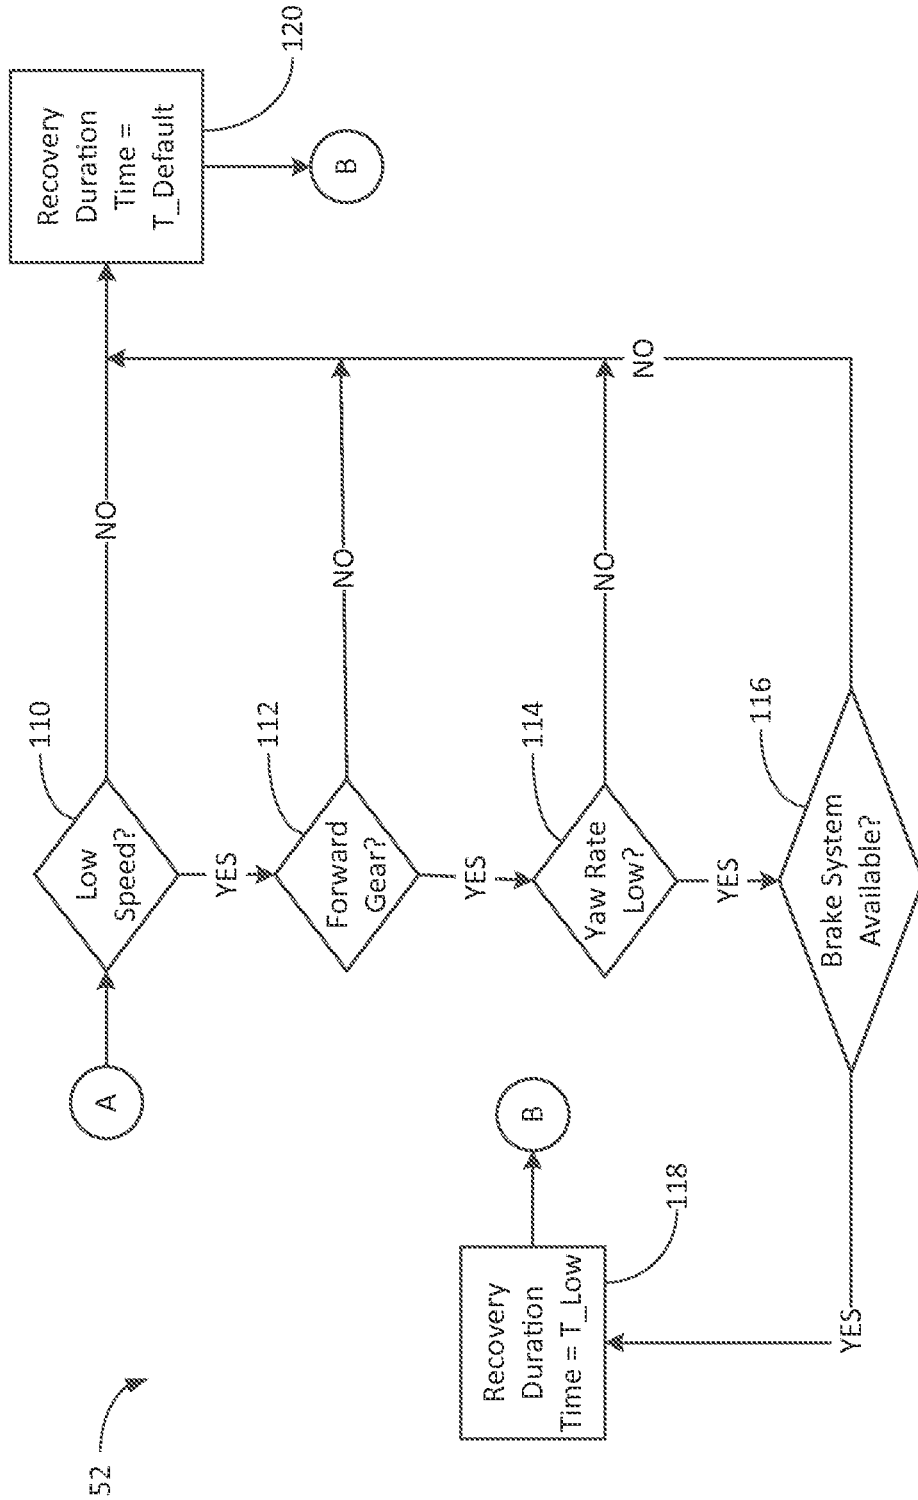 52
A
Low
Speed?
110
NO
YES
Forward
Gear?
112
NO
YES
Yaw Rate
Low?
114
NO
YES
Brake System
Available?
116
NO
YES
Recovery
Duration
Time = T_Low
118
B
Recovery
Duration
Time =
T_Default
120
B